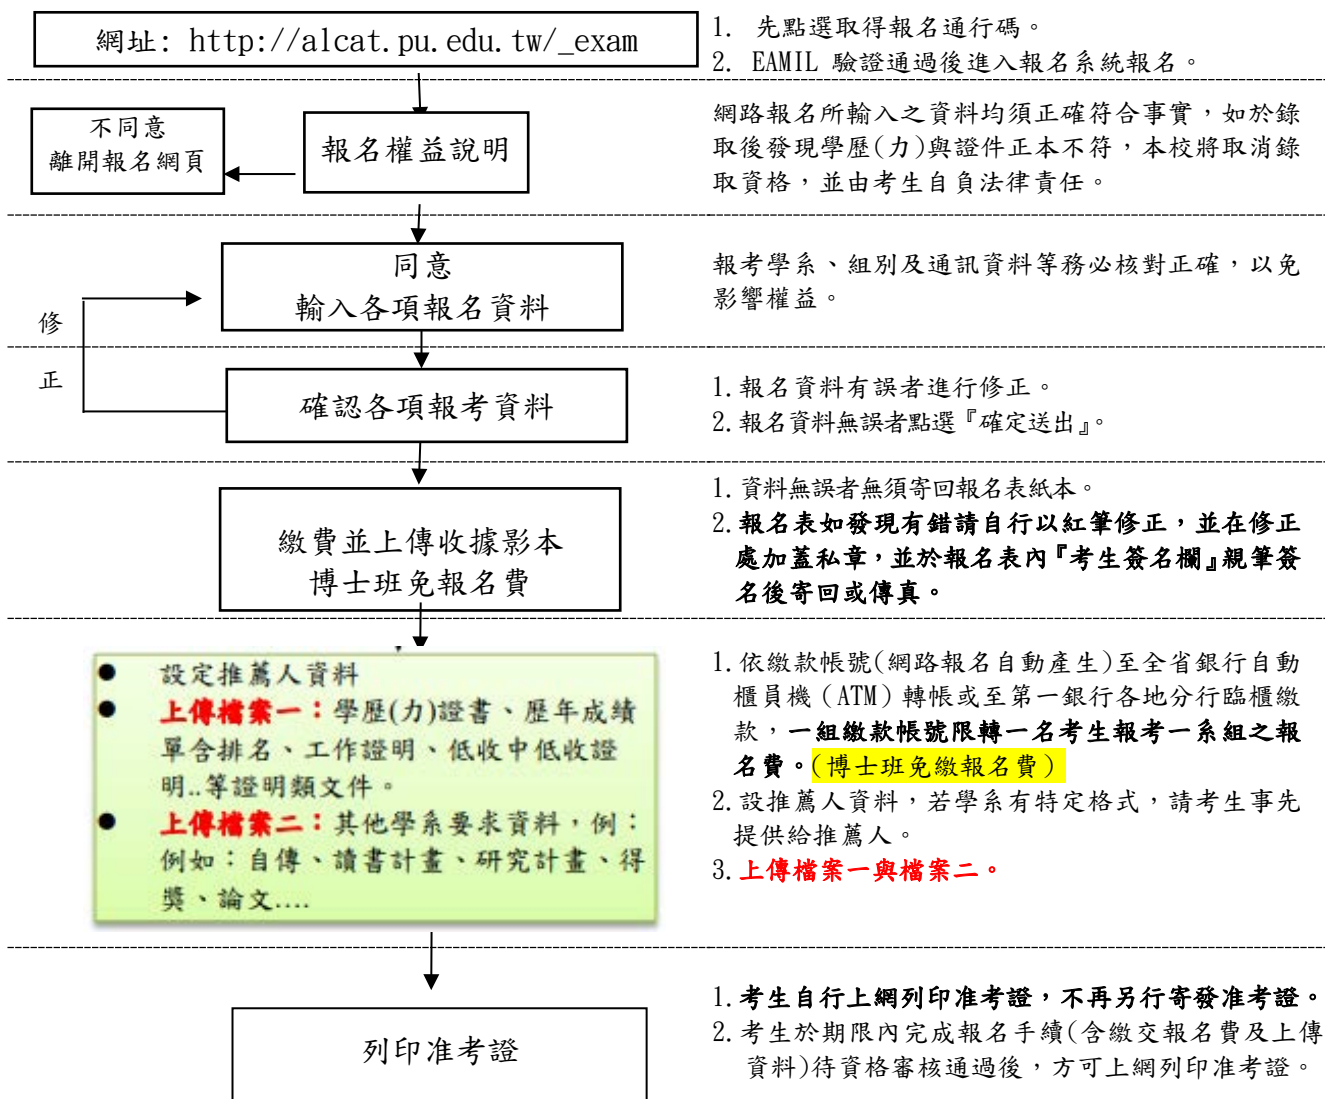 網址: http://alcat.pu.edu.tw/_exam
1. 先點選取得報名通行碼。
2. EAMIL 驗證通過後進入報名系統報名。
不同意
離開報名網頁
報名權益說明
網路報名所輸入之資料均須正確符合事實，如於錄
取後發現學歷(力)與證件正本不符，本校將取消錄
取資格，並由考生自負法律責任。
同意
輸入各項報名資料
報考學系、組別及通訊資料等務必核對正確，以免
影響權益。
修
正
確認各項報考資料
1.報名資料有誤者進行修正。
2.報名資料無誤者點選『確定送出』。
繳費並上傳收據影本
博士班免報名費
1.資料無誤者無須寄回報名表紙本。
2.報名表如發現有錯請自行以紅筆修正，並在修正
處加蓋私章，並於報名表內『考生簽名欄』親筆簽
名後寄回或傳真。
● 設定推薦人資料
● 上傳檔案一：學歷(力)證書、歷年成績
單含排名、工作證明、低收中低收證
明..等證明類文件。
● 上傳檔案二：其他學系要求資料，例：
例如：自傳、讀書計畫、研究計畫、得
獎、論文....
1.依繳款帳號(網路報名自動產生)至全省銀行自動
櫃員機（ATM）轉帳或至第一銀行各地分行臨櫃繳
款，一組繳款帳號限轉一名考生報考一系組之報
名費。(博士班免繳報名費)
2.設推薦人資料，若學系有特定格式，請考生事先
提供給推薦人。
3.上傳檔案一與檔案二。
列印准考證
1.考生自行上網列印准考證，不再另行寄發准考證。
2.考生於期限內完成報名手續(含繳交報名費及上傳
資料)待資格審核通過後，方可上網列印准考證。